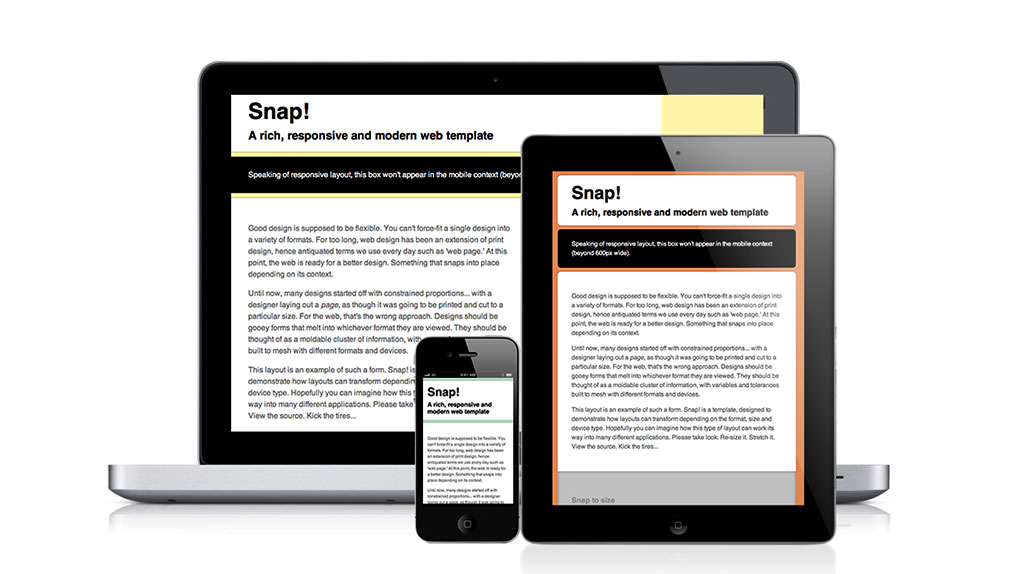 Snap!
A rich, responsive and modern web template
Speaking of responsive layout, this box won't appear in the mobile context (beyon
Good design is supposed to be flexible. You can't force-fit a single design into
a variety of formats. For too long, web design has been an extension of print
design, hence antiquated terms we use every day such as 'web page.' At this
point, the web is ready for a better design. Something that snaps into place
depending on its context.
Until now, many designs started off with constrained proportions... with a
designer laying out a page, as though it was going to be printed and cut to a
particular size. For the web, that's the wrong approach. Designs should be
gooey forms that melt into whichever format they are viewed. They should be
thought of as a moldable cluster of information, with
built to mesh with different formats and devices.
This layout is an example of such a form. Snap! is
demonstrate how layouts can transform dependin
device type. Hopefully you can imagine how this
way into many different applications. Please take
View the source. Kick the tires...
Snap!
A rich, responsive and
modern web template
Good design is supposed to be flexible. You
can't force-fit a single design into a variety of
formats. For too long, web design has been
an extension of print design, hence
antiquated terms we use every day such as
'web page.' At this point, the web is ready for
a better design. Something that snaps into
place depending on its context.
Until now, many designs started off with
constrained proportions... with a designer
laying out a page, as though it was going to
Snap!
A rich, responsive and modern web template
Speaking of responsive layout, this box won't appear in the mobile context
(beyond 600px wide).
Good design is supposed to be flexible. You can't force-fit a single design into
a variety of formats. For too long, web design has been an extension of print
design, hence antiquated terms we use every day such as 'web page.' At this
point, the web is ready for a better design. Something that snaps into place
depending on its context.
Until now, many designs started off with constrained proportions... with a
designer laying out a page, as though it was going to be printed and cut to a
particular size. For the web, that's the wrong approach. Designs should be
gooey forms that melt into whichever format they are viewed. They should be
thought of as a moldable cluster of information, with variables and tolerances
built to mesh with different formats and devices.
This layout is an example of such a form. Snap! is a template, designed to
demonstrate how layouts can transform depending on the format, size and
device type. Hopefully you can imagine how this type of layout can work its
way into many different applications. Please take look. Re-size it. Stretch it.
View the source. Kick the tires...
Snap to size